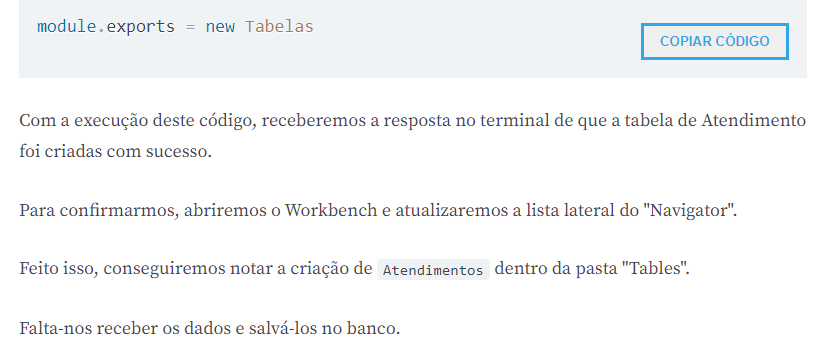 module.exports = new Tabelas
COPIAR CÓDIGO
Com a execução deste código, receberemos a resposta no terminal de que a tabela de Atendimento
foi criadas com sucesso.
Para confirmarmos, abriremos o Workbench e atualizaremos a lista lateral do "Navigator".
Feito isso, conseguiremos notar a criação de Atendimentos dentro da pasta "Tables".
Falta-nos receber os dados e salvá-los no banco.